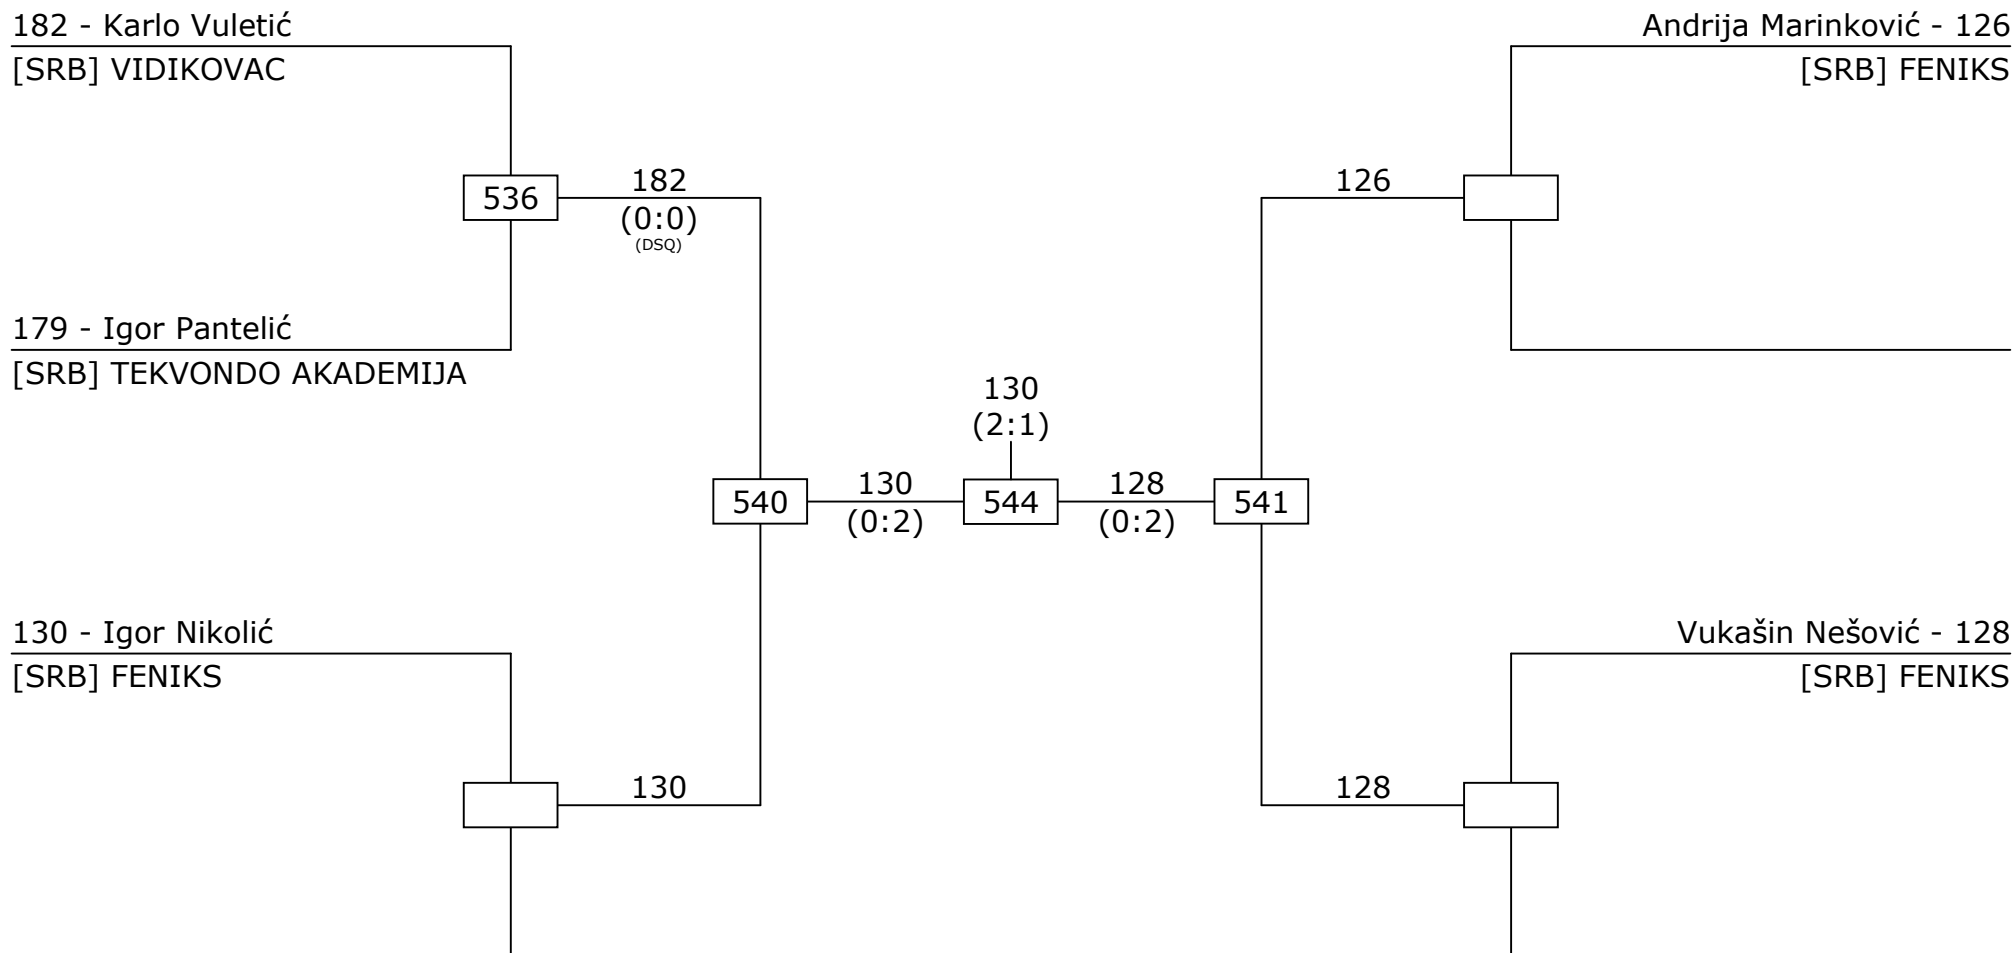 182 - Karlo Vuletić
[SRB] VIDIKOVAC
Andrija Marinković - 126
[SRB] FENIKS
536
182
(0:0)
(DSQ)
126
179 - Igor Pantelić
[SRB] TEKVONDO AKADEMIJA
130
(2:1)
540
130
(0:2)
544
128
(0:2)
541
130 - Igor Nikolić
[SRB] FENIKS
Vukašin Nešović - 128
[SRB] FENIKS
130
128